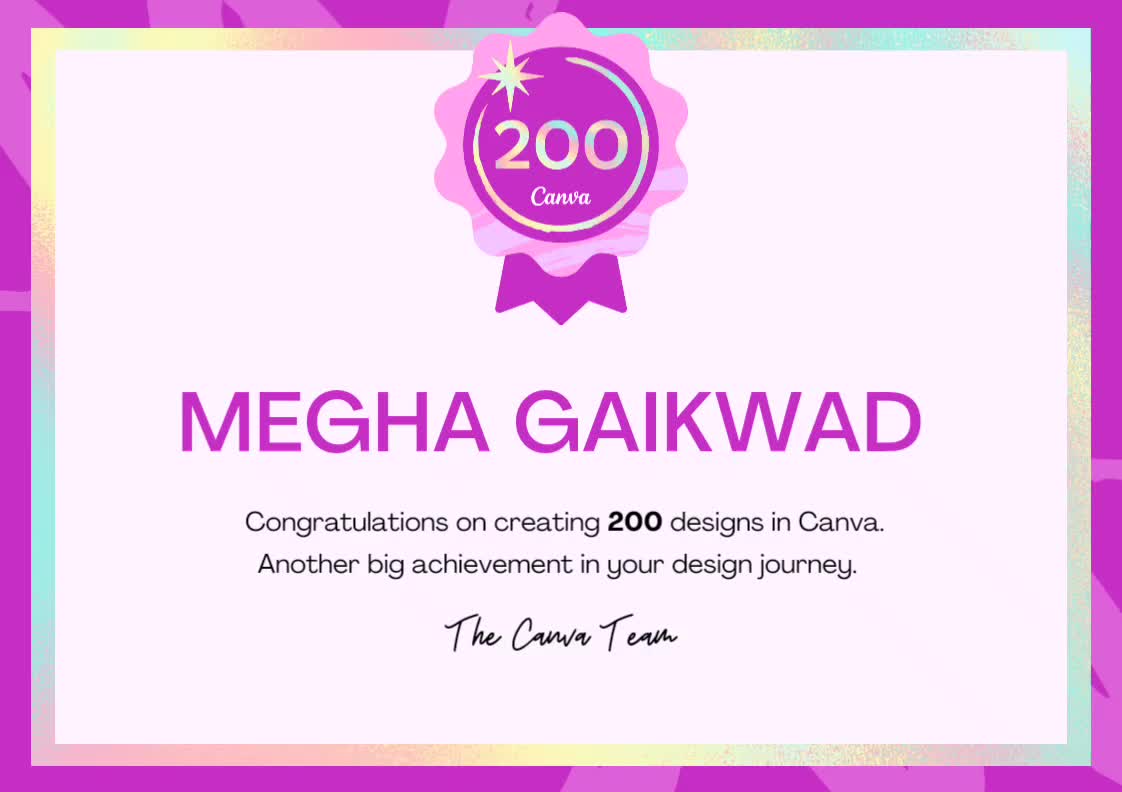 200
Canva
MEGHA GAIKWAD
Congratulations on creating 200 designs in Canva.
Another big achievement in your design journey.
The Canva Team